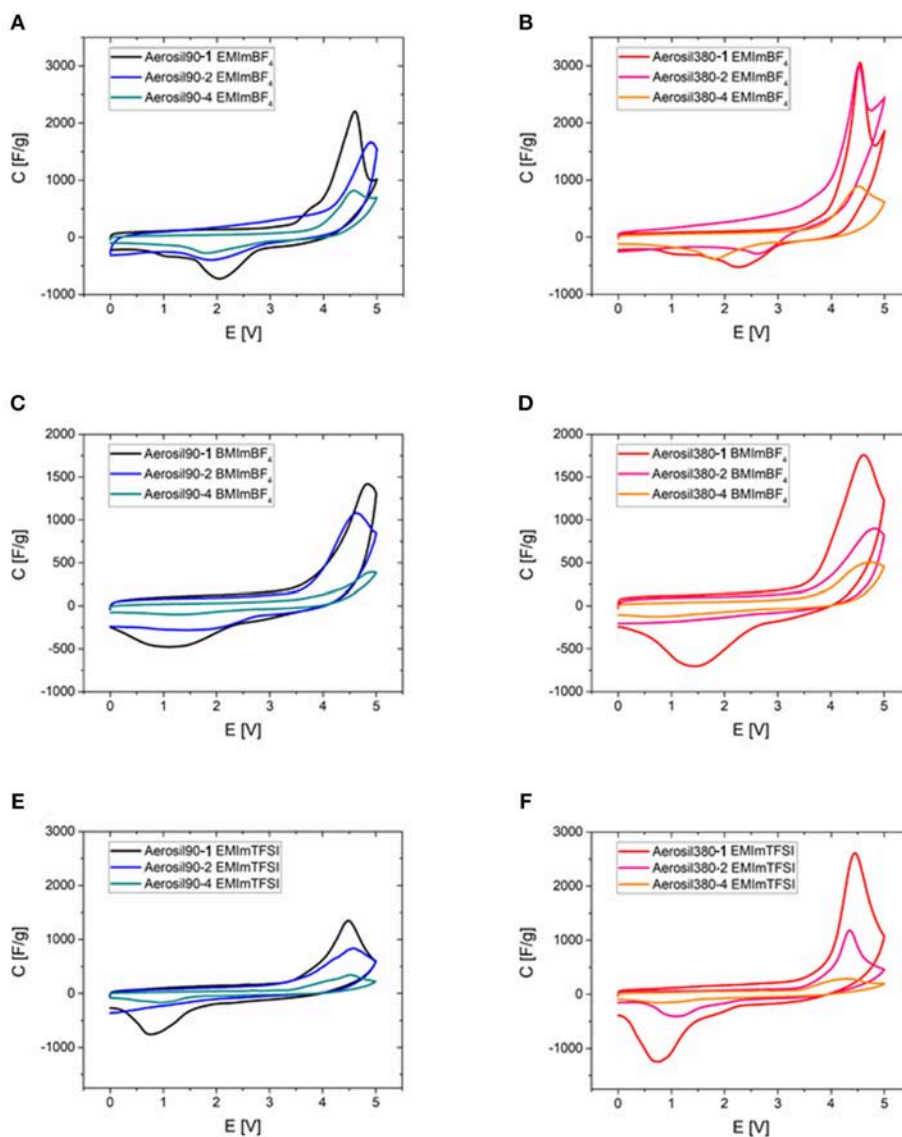 A
Aerosil90-1 EMImBF4
Aerosil90-2 EMImBF4
Aerosil90-4 EMImBF4
3000
2000
1000
0
-1000
C [F/g]
0 1 2 3 4 5
E [V]
B
Aerosil380-1 EMImBF4
Aerosil380-2 EMImBF4
Aerosil380-4 EMImBF4
3000
2000
1000
0
-1000
C [F/g]
0 1 2 3 4 5
E [V]
C
Aerosil90-1 BMImBF4
Aerosil90-2 BMImBF4
Aerosil90-4 BMImBF4
2000
1500
1000
500
0
-500
-1000
C [F/g]
0 1 2 3 4 5
E [V]
D
Aerosil380-1 BMImBF4
Aerosil380-2 BMImBF4
Aerosil380-4 BMImBF4
2000
1500
1000
500
0
-500
-1000
C [F/g]
0 1 2 3 4 5
E [V]
E
Aerosil90-1 EMImTFSI
Aerosil90-2 EMImTFSI
Aerosil90-4 EMImTFSI
3000
2000
1000
0
-1000
C [F/g]
0 1 2 3 4 5
E [V]
F
Aerosil380-1 EMImTFSI
Aerosil380-2 EMImTFSI
Aerosil380-4 EMImTFSI
3000
2000
1000
0
-1000
C [F/g]
0 1 2 3 4 5
E [V]